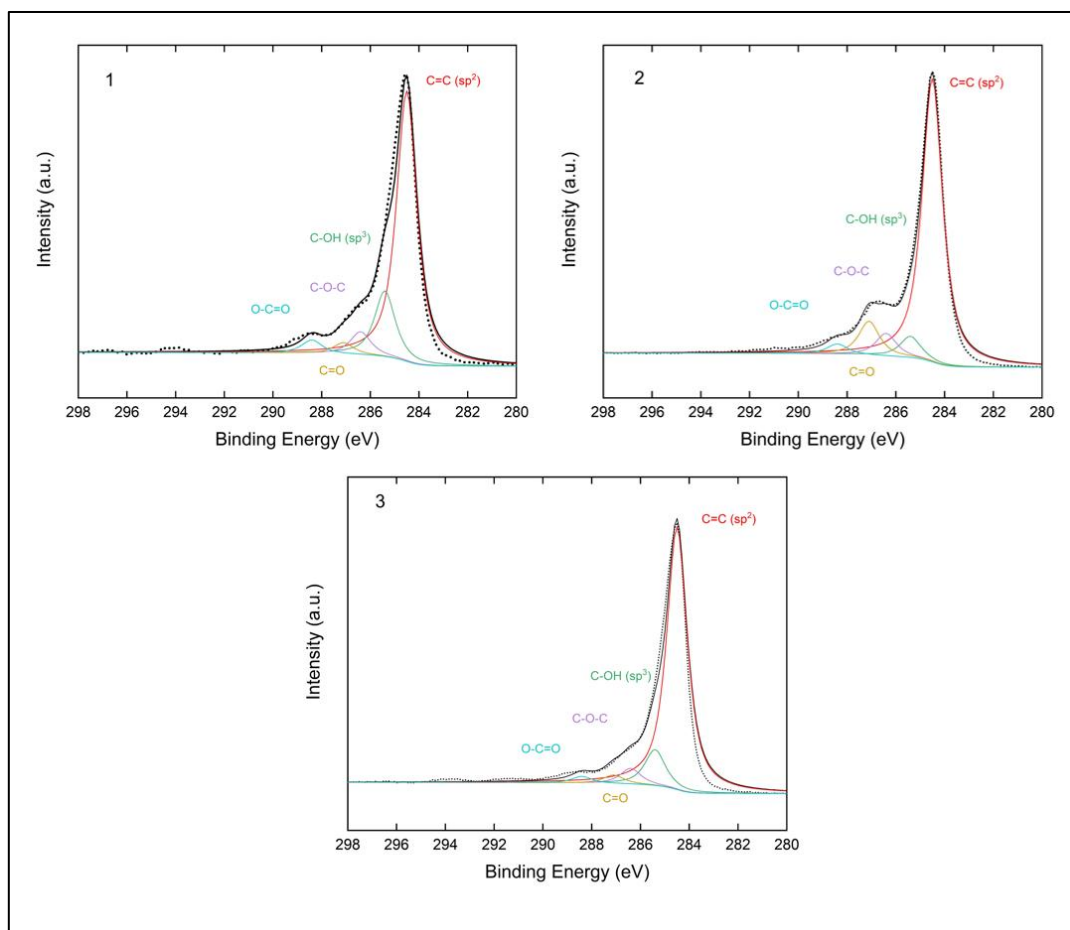 1
C=C (sp²)
C-OH (sp³)
C-O-C
O-C=O
C=O
Intensity (a.u.)
298 296 294 292 290 288 286 284 282 280
Binding Energy (eV)
2
C=C (sp²)
C-OH (sp³)
C-O-C
O-C=O
C=O
Intensity (a.u.)
298 296 294 292 290 288 286 284 282 280
Binding Energy (eV)
3
C=C (sp²)
C-OH (sp³)
C-O-C
O-C=O
C=O
Intensity (a.u.)
298 296 294 292 290 288 286 284 282 280
Binding Energy (eV)